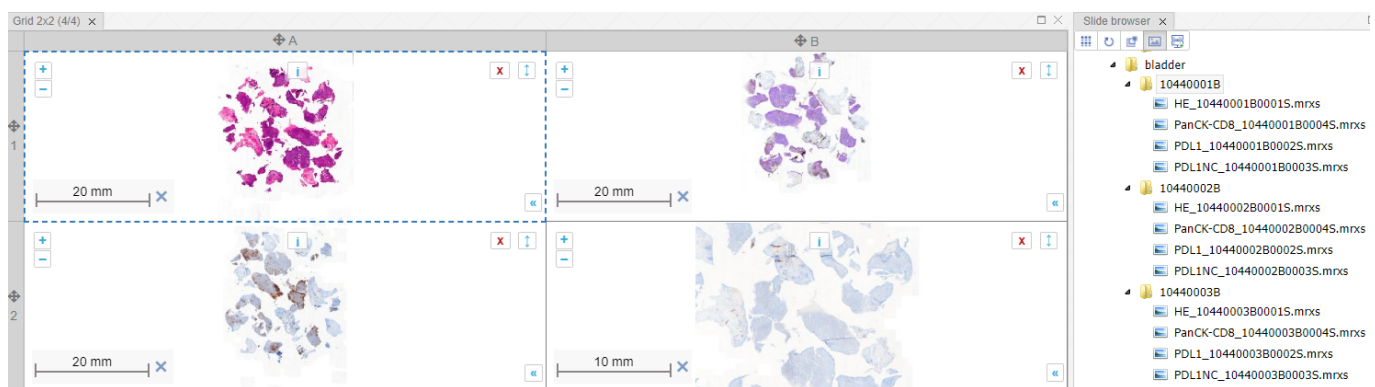 Grid 2x2 (4/4) x
A
B
1
+
−
i
x
20 mm
«
+
−
i
x
20 mm
«
2
+
−
i
x
20 mm
«
+
−
i
x
10 mm
«
Slide browser x
bladder
10440001B
HE_10440001B0001S.mrxs
PanCK-CD8_10440001B0004S.mrxs
PDL1_10440001B0002S.mrxs
PDL1NC_10440001B0003S.mrxs
10440002B
HE_10440002B0001S.mrxs
PanCK-CD8_10440002B0004S.mrxs
PDL1_10440002B0002S.mrxs
PDL1NC_10440002B0003S.mrxs
10440003B
HE_10440003B0001S.mrxs
PanCK-CD8_10440003B0004S.mrxs
PDL1_10440003B0002S.mrxs
PDL1NC_10440003B0003S.mrxs